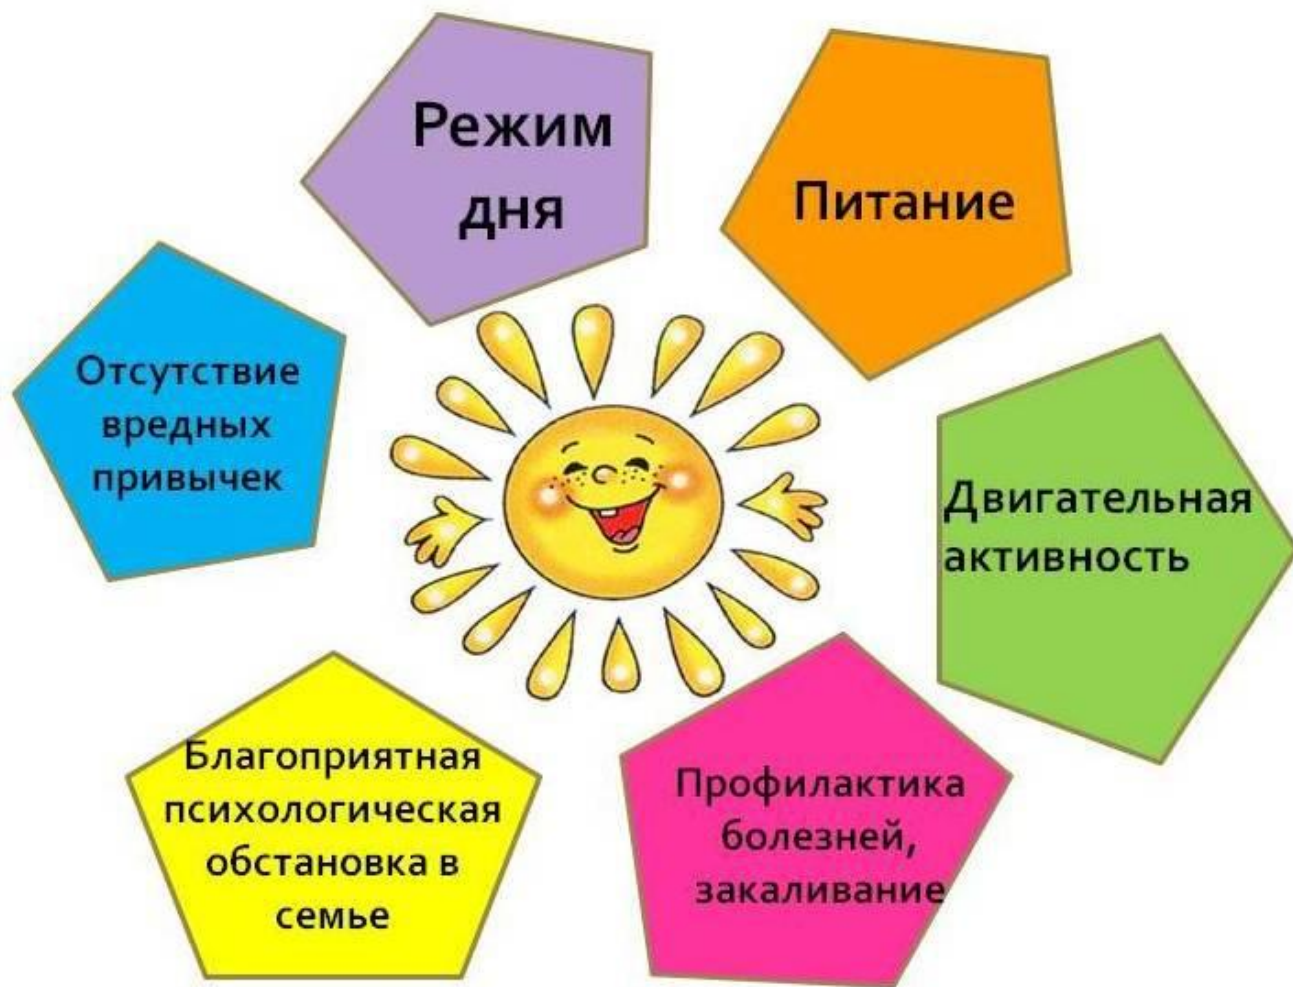 Режим
дня
Питание
Отсутствие
вредных
привычек
Двигательная
активность
Благоприятная
психологическая
обстановка в
семье
Профилактика
болезней,
закаливание